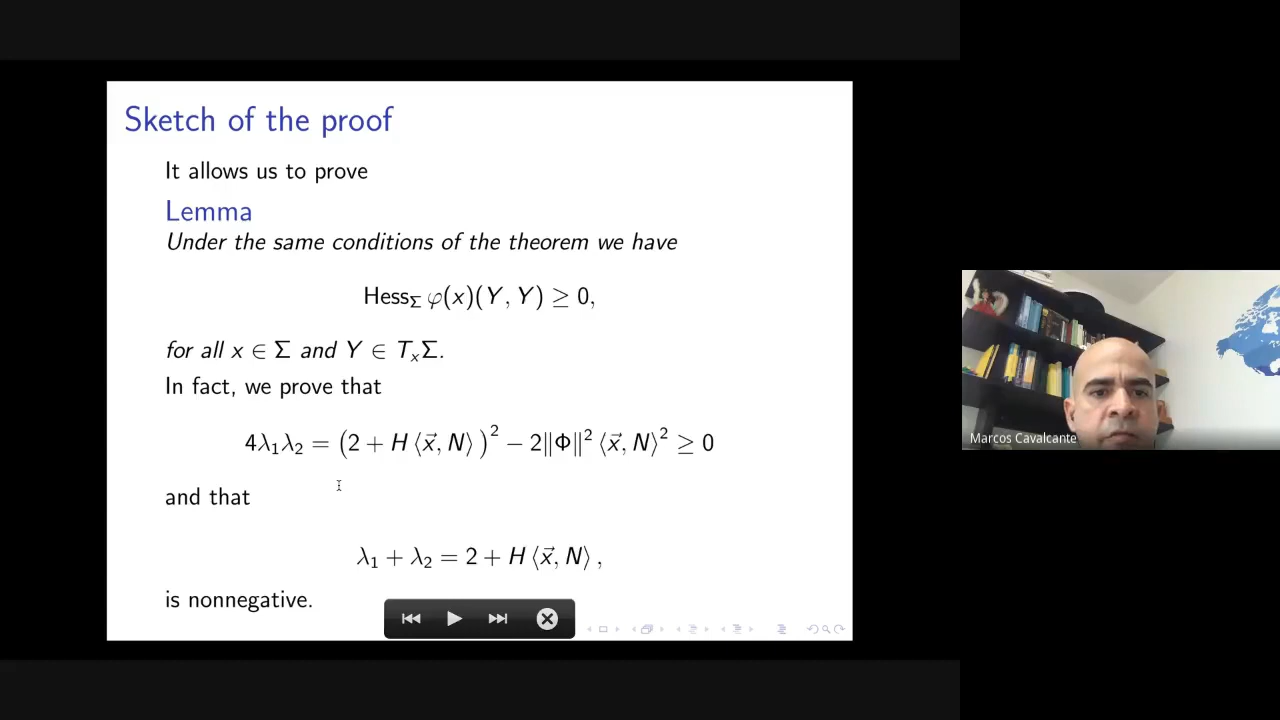 Sketch of the proof
It allows us to prove
Lemma
Under the same conditions of the theorem we have
Hess_Σ φ(x)(Y, Y) ≥ 0,
for all x ∈ Σ and Y ∈ T_xΣ.
In fact, we prove that
4λ₁λ₂ = (2 + H⟨x⃗, N⟩)² − 2‖Φ‖²⟨x⃗, N⟩² ≥ 0
and that
λ₁ + λ₂ = 2 + H⟨x⃗, N⟩,
is nonnegative.
Marcos Cavalcante